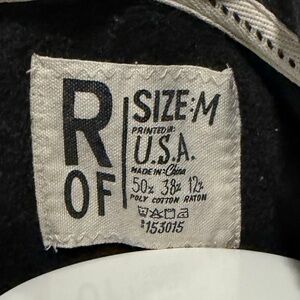 R
OF
SIZE: M
PRINTED IN:
U.S.A.
MADE IN: China
50% 38% 12%
POLY COTTON RAYON
#153015